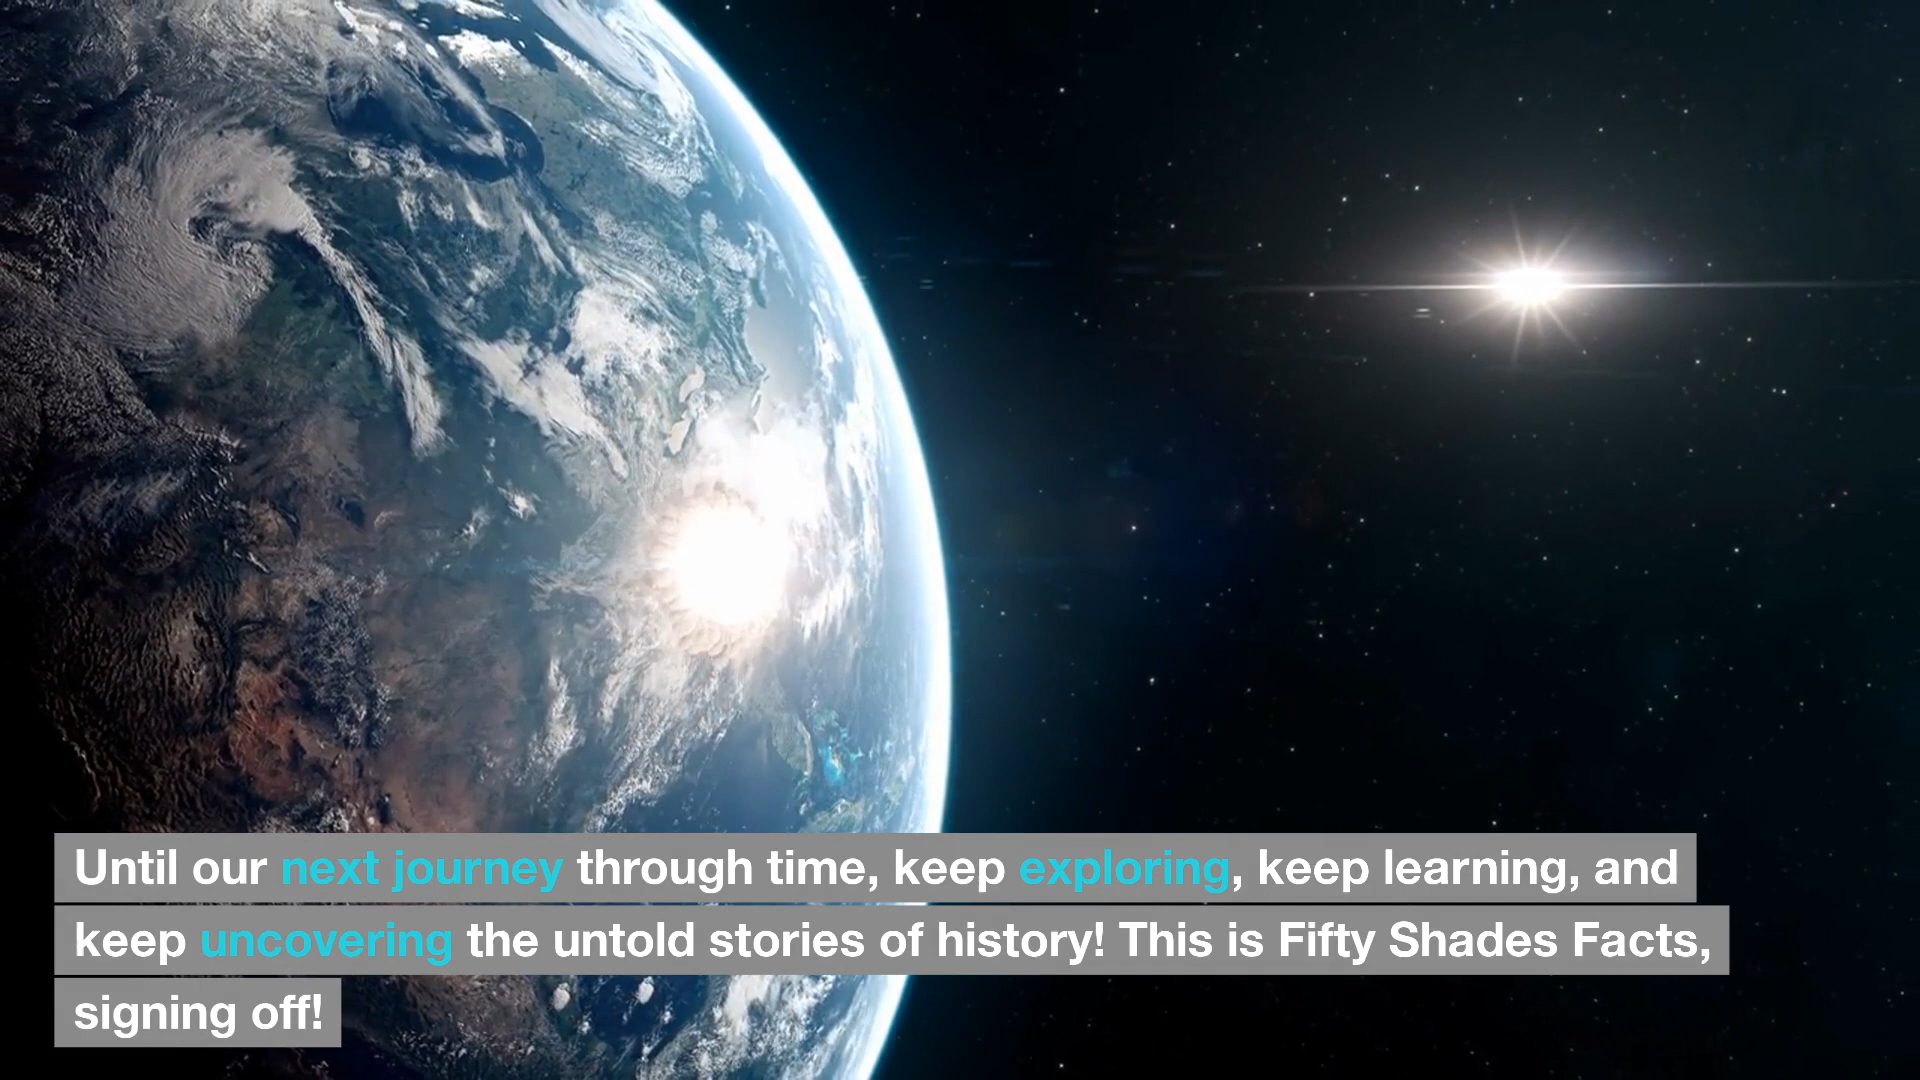 Until our next journey through time, keep exploring, keep learning, and
keep uncovering the untold stories of history! This is Fifty Shades Facts,
signing off!